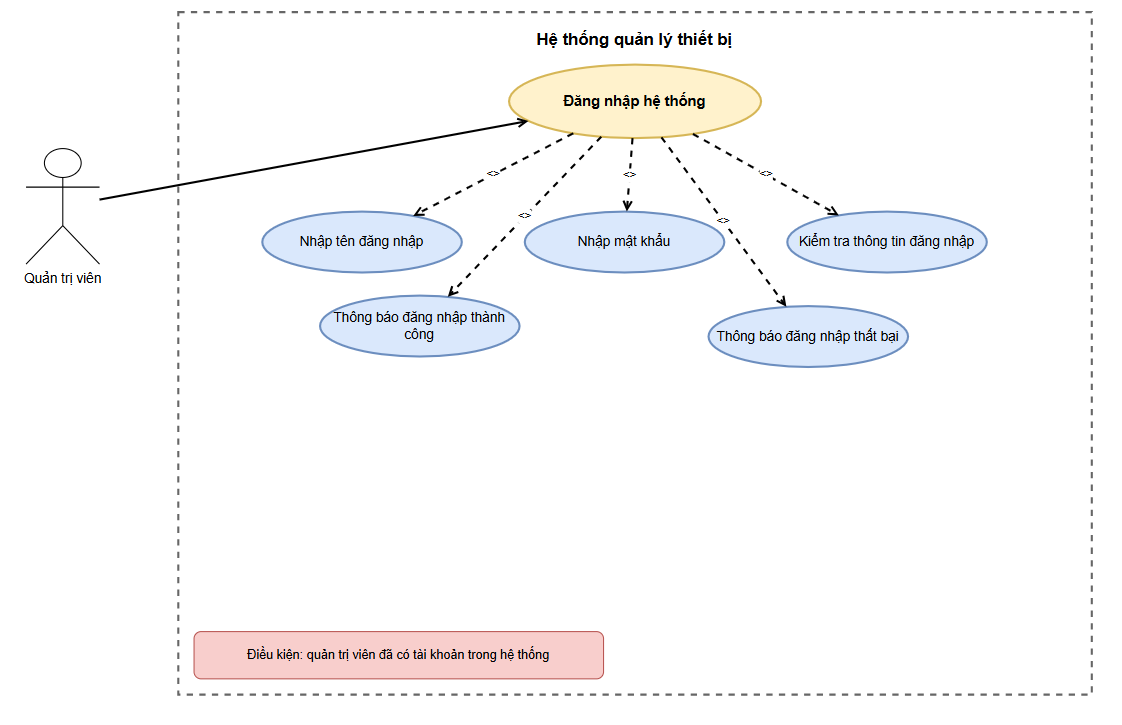 Hệ thống quản lý thiết bị
Đăng nhập hệ thống
<>
<>
<>
<>
<>
Nhập tên đăng nhập
Nhập mật khẩu
Kiểm tra thông tin đăng nhập
Quản trị viên
Thông báo đăng nhập thành
công
Thông báo đăng nhập thất bại
Điều kiện: quản trị viên đã có tài khoản trong hệ thống